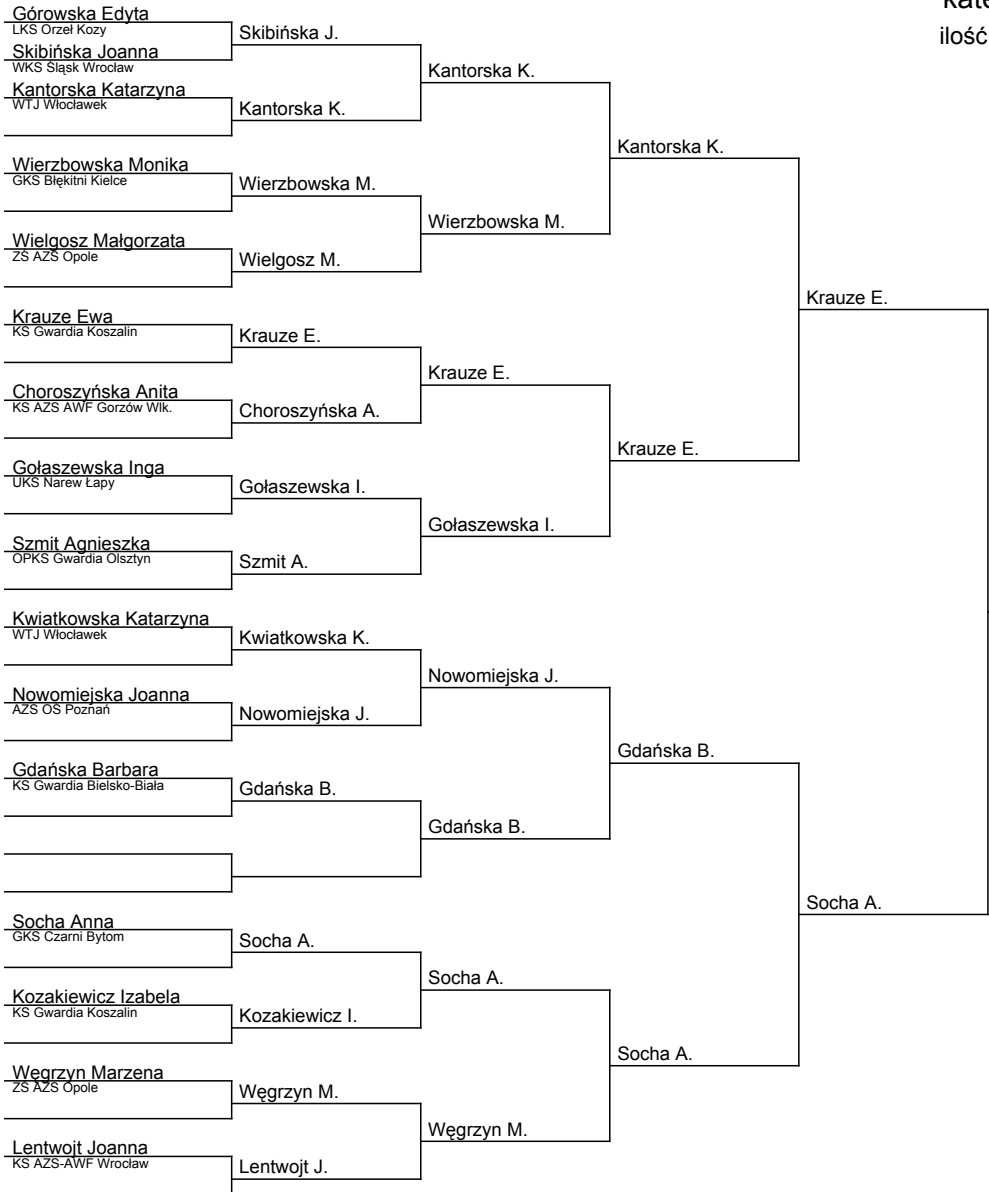 Górowska Edyta
LKS Orzeł Kozy
Skibińska Joanna
WKS Śląsk Wrocław
Kantorska Katarzyna
WTJ Włocławek
Wierzbowska Monika
GKS Błękitni Kielce
Wielgosz Małgorzata
ZŚ AZS Opole
Krauze Ewa
KS Gwardia Koszalin
Choroszyńska Anita
KS AZS AWF Gorzów Wlk.
Gołaszewska Inga
UKS Narew Łapy
Szmit Agnieszka
OPKS Gwardia Olsztyn
Kwiatkowska Katarzyna
WTJ Włocławek
Nowomiejska Joanna
AZS OŚ Poznań
Gdańska Barbara
KS Gwardia Bielsko-Biała
Socha Anna
GKS Czarni Bytom
Kozakiewicz Izabela
KS Gwardia Koszalin
Węgrzyn Marzena
ZŚ AZS Opole
Lentwojt Joanna
KS AZS-AWF Wrocław
Skibińska J.
Kantorska K.
Wierzbowska M.
Wielgosz M.
Krauze E.
Choroszyńska A.
Gołaszewska I.
Szmit A.
Kwiatkowska K.
Nowomiejska J.
Gdańska B.
Socha A.
Kozakiewicz I.
Węgrzyn M.
Lentwojt J.
Kantorska K.
Wierzbowska M.
Krauze E.
Gołaszewska I.
Nowomiejska J.
Gdańska B.
Socha A.
Węgrzyn M.
Kantorska K.
Krauze E.
Gdańska B.
Socha A.
Krauze E.
Socha A.
ilość